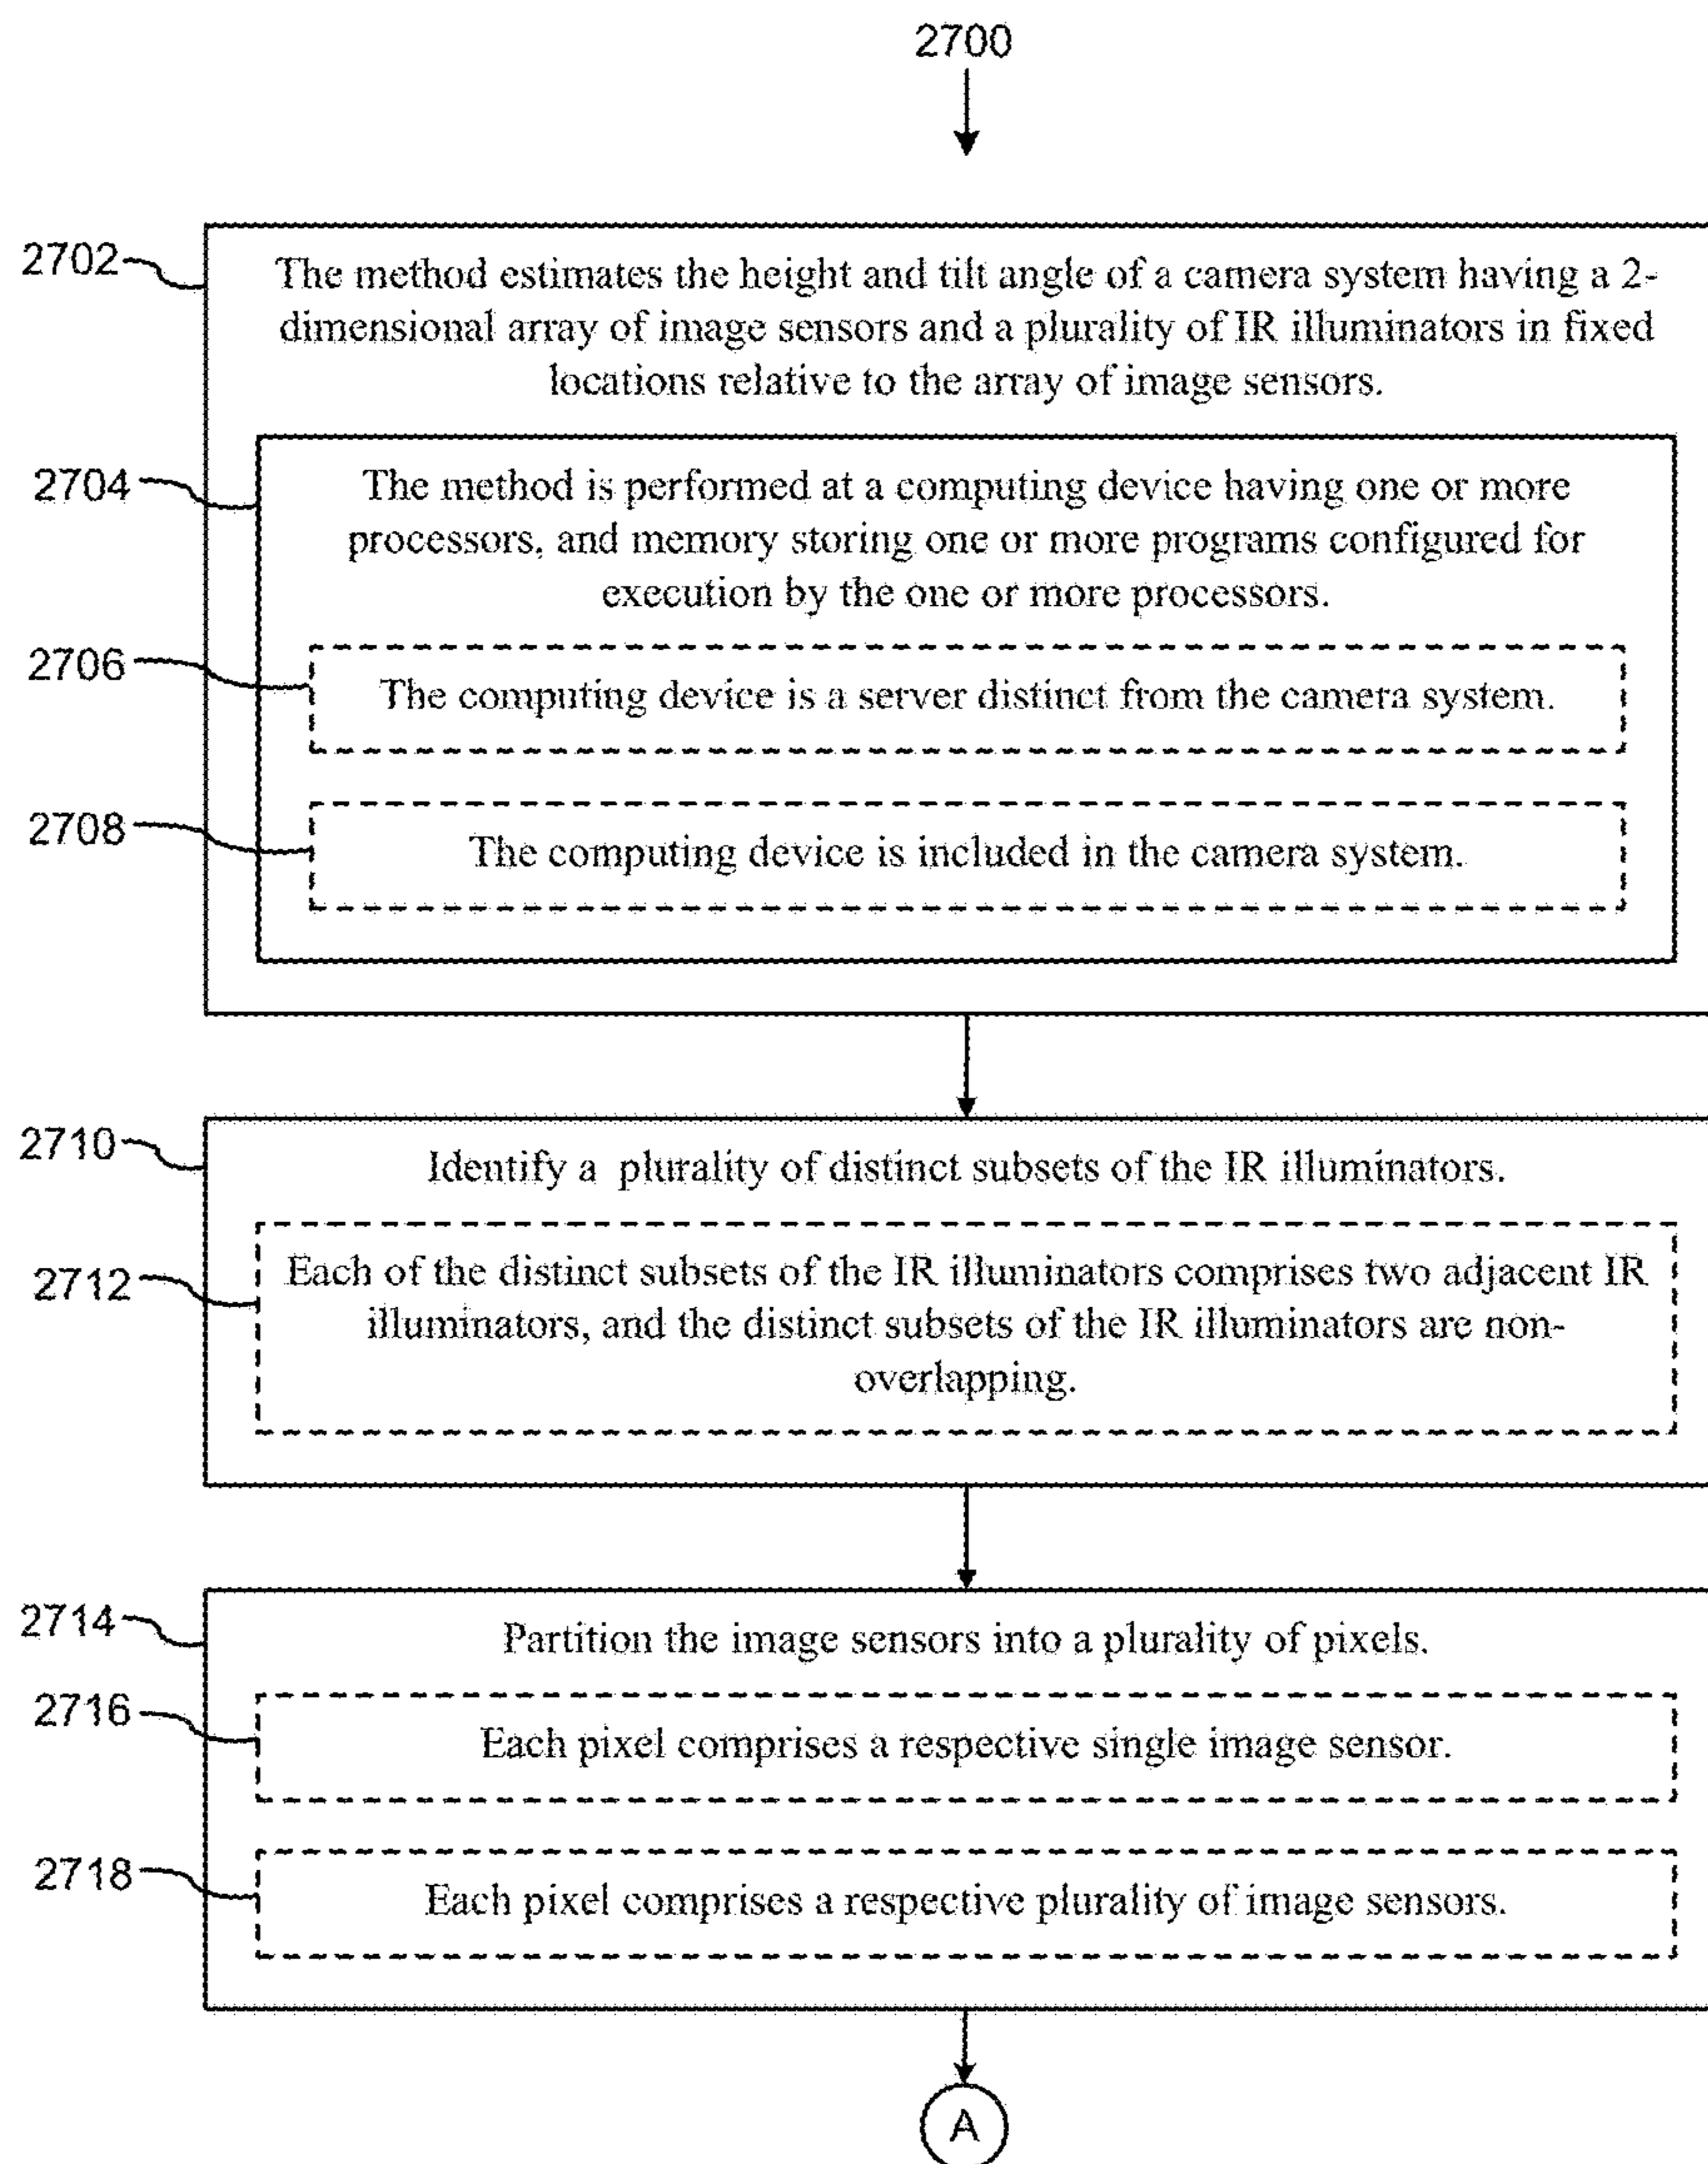 2700
2702
The method estimates the height and tilt angle of a camera system having a 2-
dimensional array of image sensors and a plurality of IR illuminators in fixed
locations relative to the array of image sensors.
2704
The method is performed at a computing device having one or more
processors, and memory storing one or more programs configured for
execution by the one or more processors.
2706
The computing device is a server distinct from the camera system.
2708
The computing device is included in the camera system.
2710
Identify a plurality of distinct subsets of the IR illuminators.
2712
Each of the distinct subsets of the IR illuminators comprises two adjacent IR
illuminators, and the distinct subsets of the IR illuminators are non-
overlapping.
2714
Partition the image sensors into a plurality of pixels.
2716
Each pixel comprises a respective single image sensor.
2718
Each pixel comprises a respective plurality of image sensors.
A